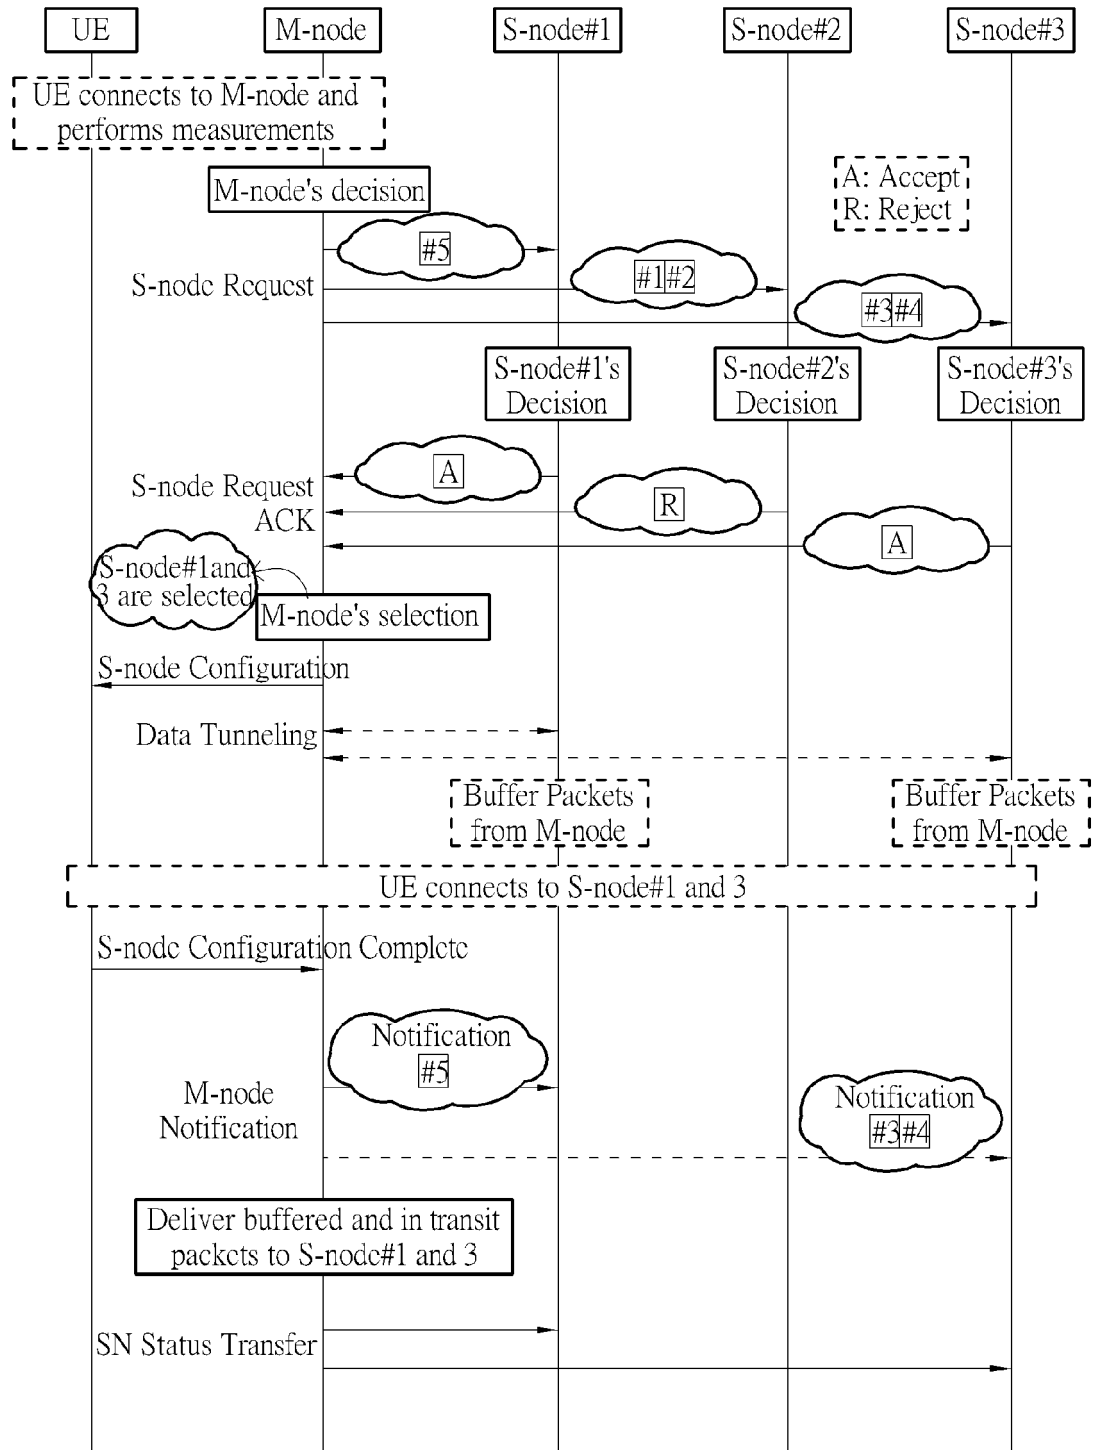 UE
M-node
S-node#1
S-node#2
S-node#3
UE connects to M-node and
performs measurements
M-node's decision
A: Accept
R: Reject
#5
S-node Request
#1#2
#3#4
S-node#1's
Decision
S-node#2's
Decision
S-node#3's
Decision
A
S-node Request
ACK
R
A
S-node#1and
3 are selected
M-node's selection
S-node Configuration
Data Tunneling
Buffer Packets
from M-node
Buffer Packets
from M-node
UE connects to S-node#1 and 3
S-node Configuration Complete
Notification
#5
M-node
Notification
Notification
#3#4
Deliver buffered and in transit
packets to S-node#1 and 3
SN Status Transfer